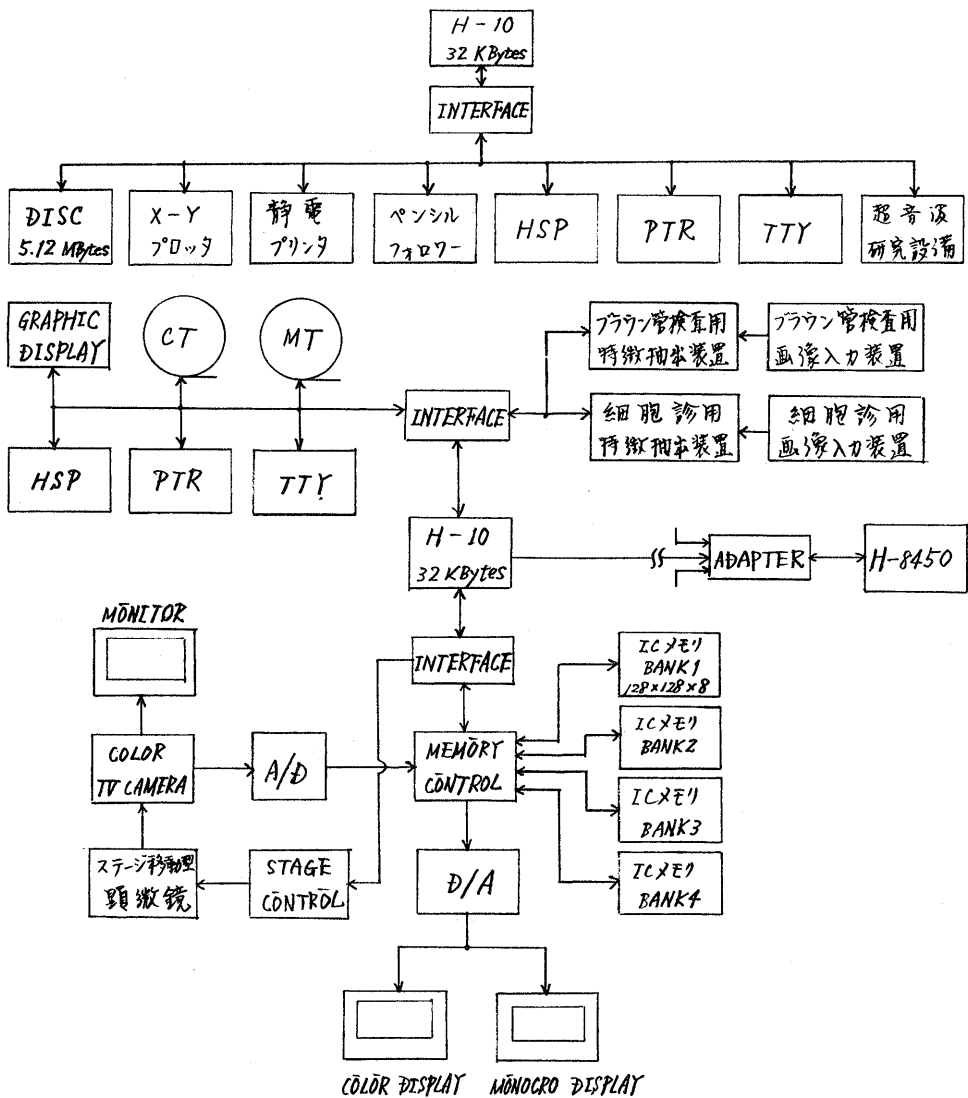 H-10
32 KBytes
INTERFACE
DISC
5.12 MBytes
X-Y
プロッタ
静電
プリンタ
ペンシル
フォロワー
HSP
PTR
TTY
超音波
研究設備
GRAPHIC
DISPLAY
CT
MT
ブラウン管検査用
特徴抽出装置
ブラウン管検査用
画像入力装置
INTERFACE
細胞診用
特徴抽出装置
細胞診用
画像入力装置
HSP
PTR
TTY
H-10
32 KBytes
ADAPTER
H-8450
MONITOR
INTERFACE
ICメモリ
BANK1
128×128×8
COLOR
TV CAMERA
A/D
MEMORY
CONTROL
ICメモリ
BANK2
ICメモリ
BANK3
ステージ移動型
顕微鏡
STAGE
CONTROL
D/A
ICメモリ
BANK4
COLOR DISPLAY
MONOCRO DISPLAY